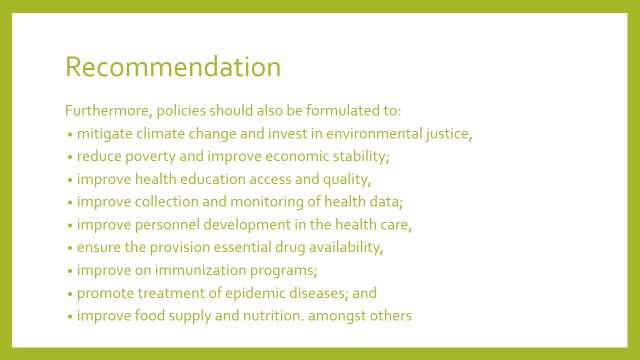 Recommendation
Furthermore, policies should also be formulated to:
• mitigate climate change and invest in environmental justice,
• reduce poverty and improve economic stability;
• improve health education access and quality,
• improve collection and monitoring of health data;
• improve personnel development in the health care,
• ensure the provision essential drug availability,
• improve on immunization programs;
• promote treatment of epidemic diseases; and
• improve food supply and nutrition. amongst others